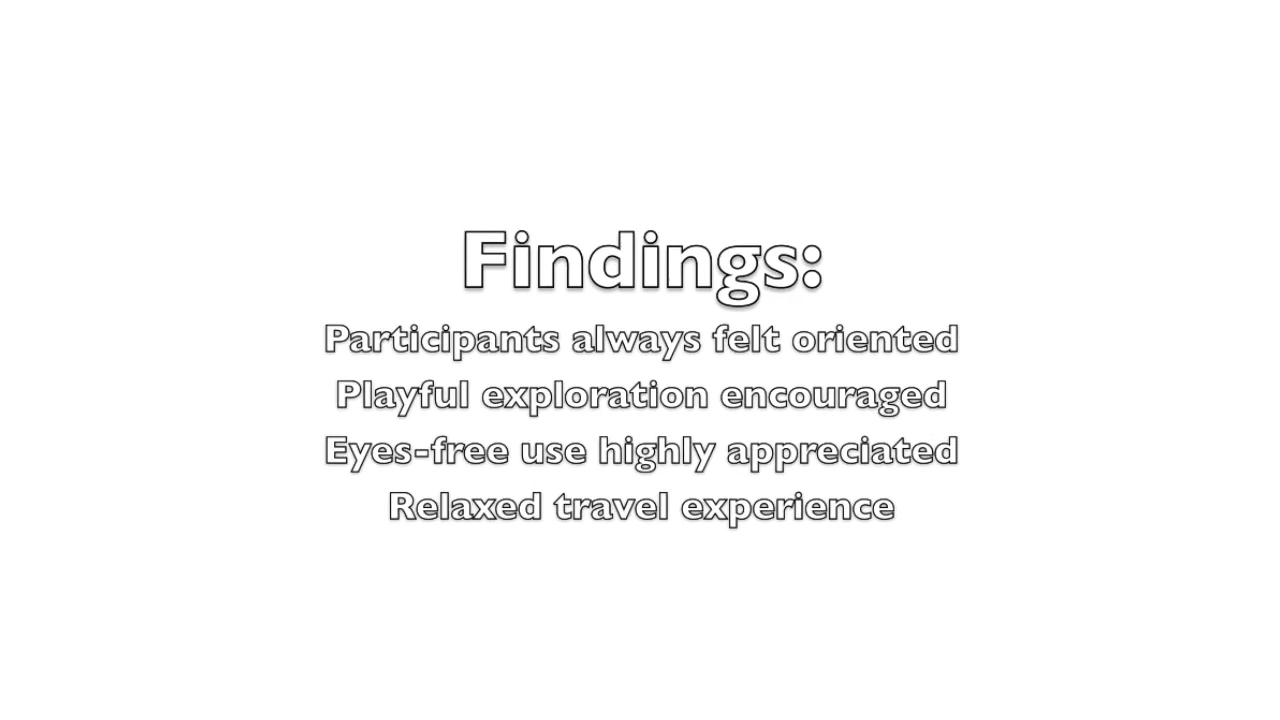 Findings:
Participants always felt oriented
Playful exploration encouraged
Eyes-free use highly appreciated
Relaxed travel experience